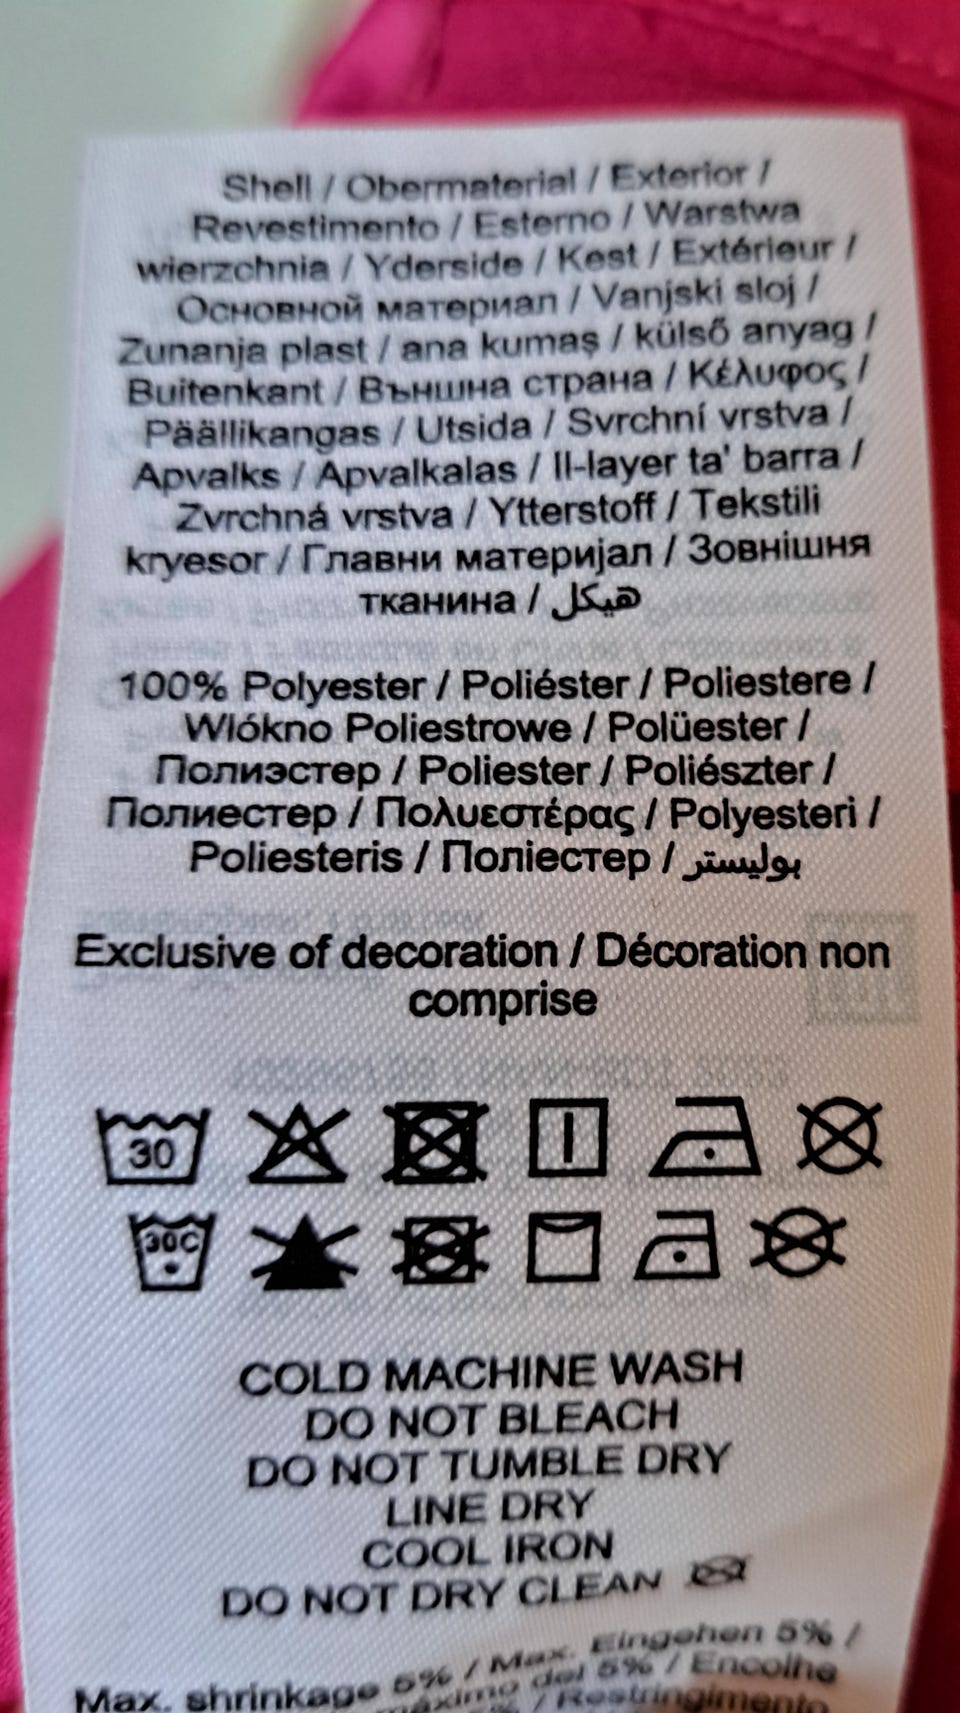 Shell / Obermaterial / Exterior /
Revestimento / Esterno / Warstwa
wierzchnia / Yderside / Kest / Extérieur /
Основной материал / Vanjski sloj /
Zunanja plast / ana kumaş / külső anyag /
Buitenkant / Външна страна / Κέλυφος /
Päällikangas / Utsida / Svrchní vrstva /
Apvalks / Apvalkalas / Il-layer ta' barra /
Zvrchná vrstva / Ytterstoff / Tekstili
kryesor / Главни материјал / Зовнішня
тканина / هيكل
100% Polyester / Poliéster / Poliestere /
Wlókno Poliestrowe / Polüester /
Полиэстер / Poliester / Poliészter /
Полиестер / Πολυεστέρας / Polyesteri /
Poliesteris / Поліестер / بوليستر
Exclusive of decoration / Décoration non
comprise
30
30C
COLD MACHINE WASH
DO NOT BLEACH
DO NOT TUMBLE DRY
LINE DRY
COOL IRON
DO NOT DRY CLEAN
Max. shrinkage 5% / Max. Eingehen 5% /
del 5% / Encolhe
% / Restringimento